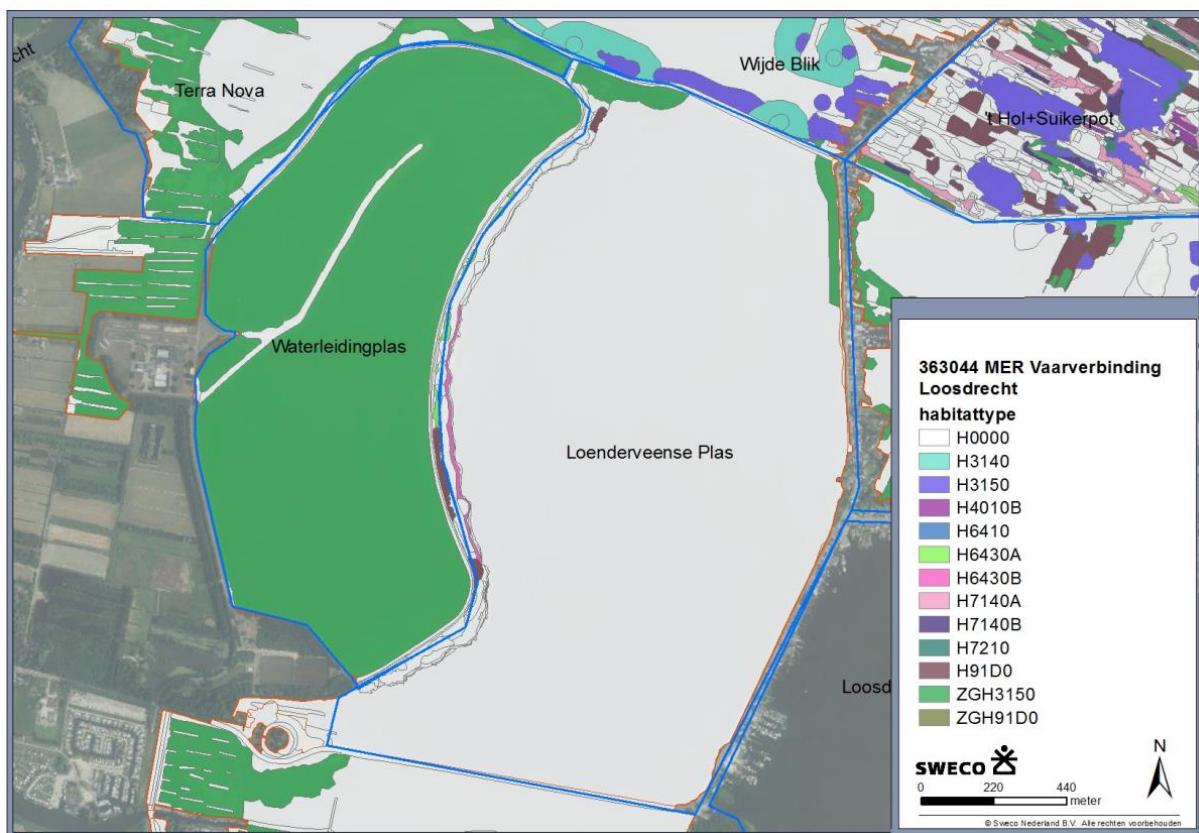 cht
Terra Nova
Wijde Blik
't Hol+Suikerpot
Waterleidingplas
Loenderveense Plas
Loosd
363044 MER Vaarverbinding
Loosdrecht
habitattype
H0000
H3140
H3150
H4010B
H6410
H6430A
H6430B
H7140A
H7140B
H7210
H91D0
ZGH3150
ZGH91D0
SWECO
N
0 220 440
meter
© Sweco Nederland B.V. Alle rechten voorbehouden